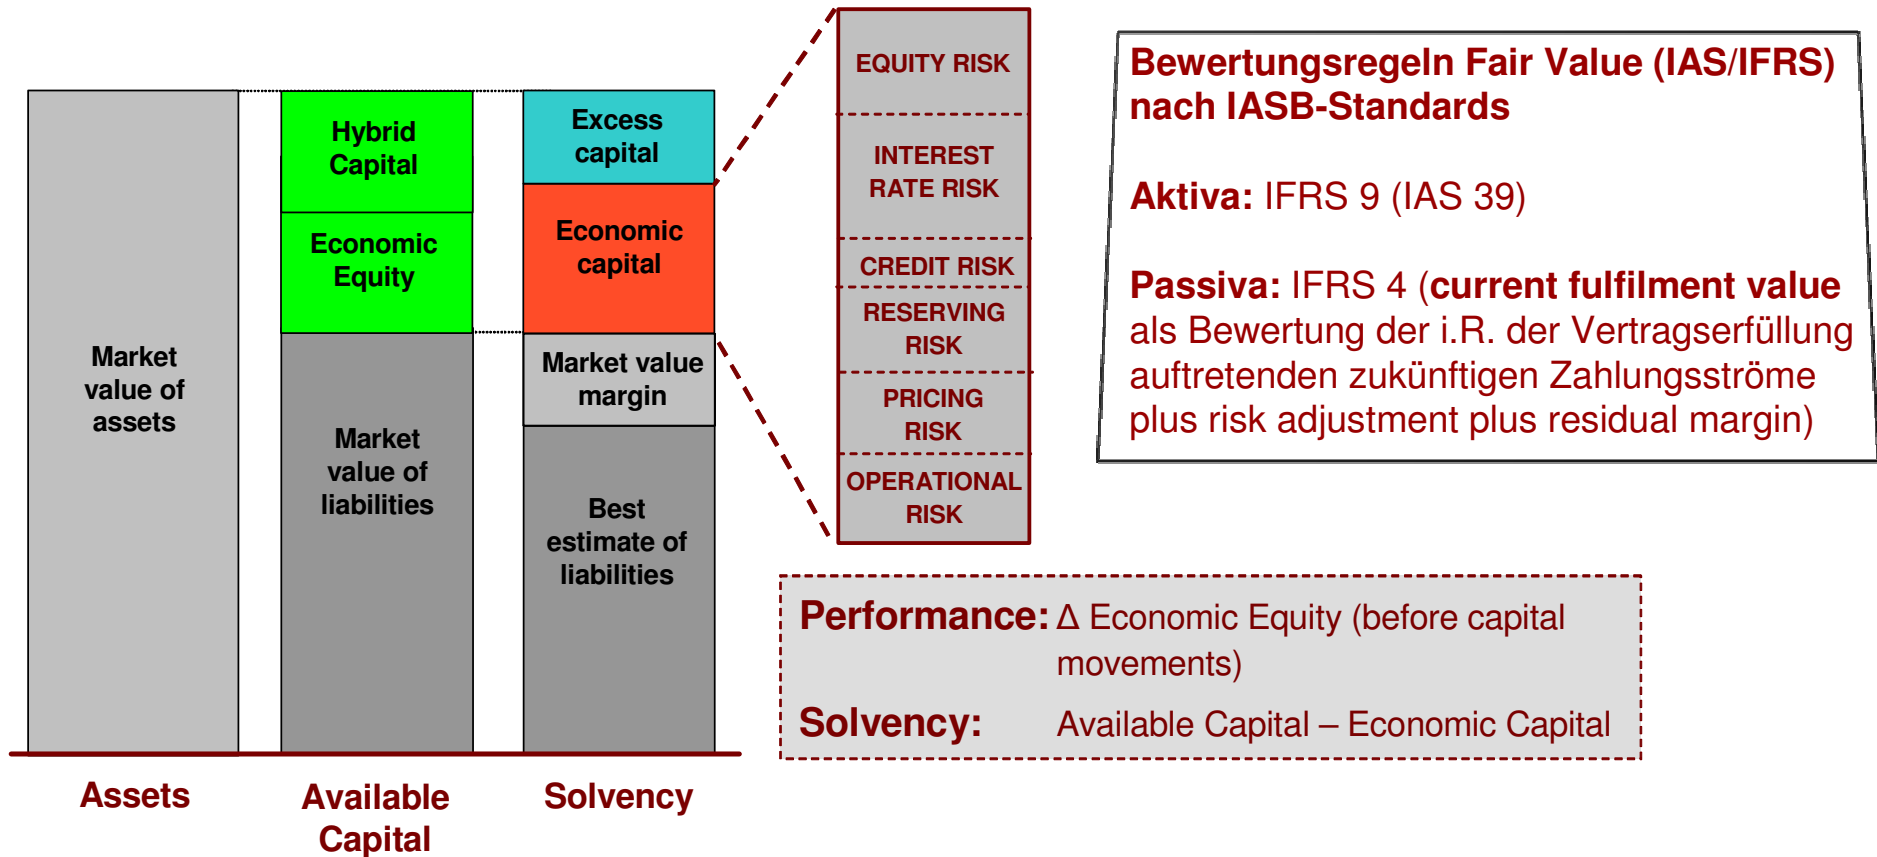 Market
value of
assets
Assets
Hybrid
Capital
Economic
Equity
Market
value of
liabilities
Available
Capital
Excess
capital
Economic
capital
Market value
margin
Best
estimate of
liabilities
Solvency
EQUITY RISK
INTEREST
RATE RISK
CREDIT RISK
RESERVING
RISK
PRICING
RISK
OPERATIONAL
RISK
Bewertungsregeln Fair Value (IAS/IFRS)
nach IASB-Standards
Aktiva: IFRS 9 (IAS 39)
Passiva: IFRS 4 (current fulfilment value
als Bewertung der i.R. der Vertragserfüllung
auftretenden zukünftigen Zahlungsströme
plus risk adjustment plus residual margin)
Performance: Δ Economic Equity (before capital
movements)
Solvency: Available Capital – Economic Capital